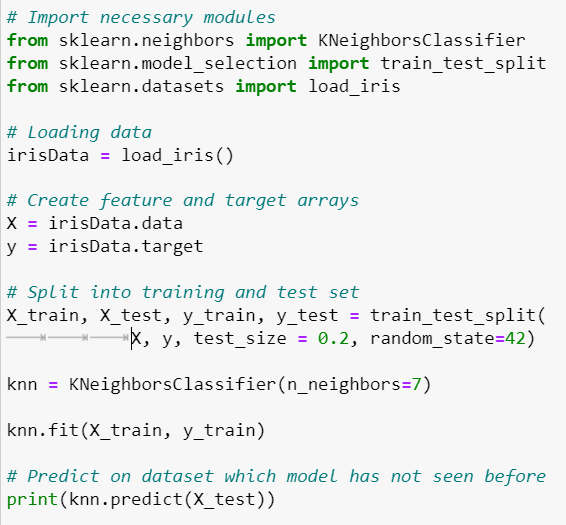 # Import necessary modules
from sklearn.neighbors import KNeighborsClassifier
from sklearn.model_selection import train_test_split
from sklearn.datasets import load_iris
# Loading data
irisData = load_iris()
# Create feature and target arrays
X = irisData.data
y = irisData.target
# Split into training and test set
X_train, X_test, y_train, y_test = train_test_split(
X, y, test_size = 0.2, random_state=42)
knn = KNeighborsClassifier(n_neighbors=7)
knn.fit(X_train, y_train)
# Predict on dataset which model has not seen before
print(knn.predict(X_test))